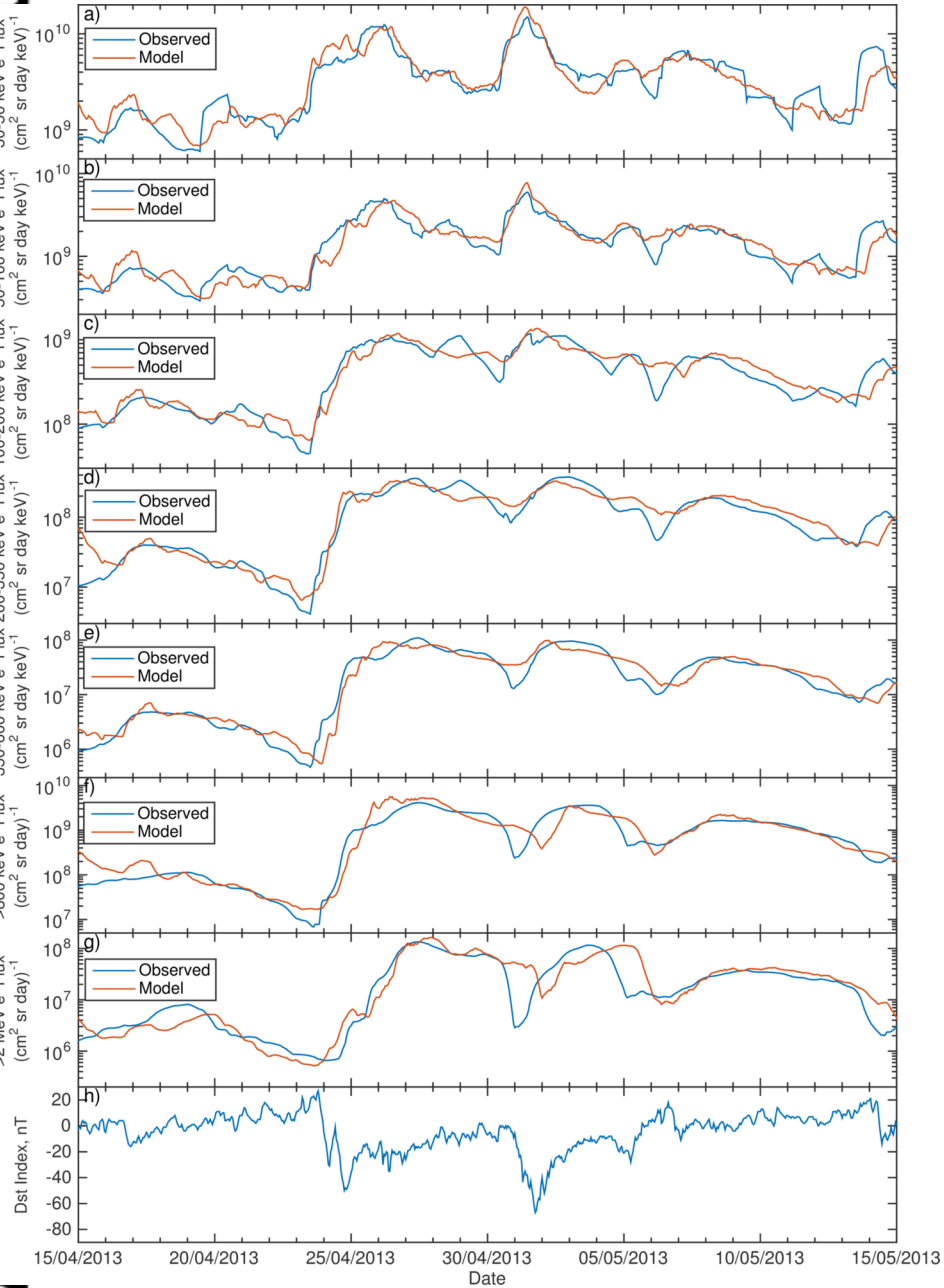 a)
10^10
10^9
Observed
Model
(cm^2 sr day keV)^-1
b)
10^10
10^9
Observed
Model
(cm^2 sr day keV)^-1
c)
10^9
10^8
Observed
Model
(cm^2 sr day keV)^-1
d)
10^8
10^7
Observed
Model
(cm^2 sr day keV)^-1
e)
10^8
10^7
10^6
Observed
Model
(cm^2 sr day keV)^-1
f)
10^10
10^9
10^8
10^7
Observed
Model
(cm^2 sr day)^-1
g)
10^8
10^7
10^6
Observed
Model
>2 MeV e^- Flux
(cm^2 sr day)^-1
h)
20
0
-20
-40
-60
-80
Dst Index, nT
15/04/2013 20/04/2013 25/04/2013 30/04/2013 05/05/2013 10/05/2013 15/05/2013
Date